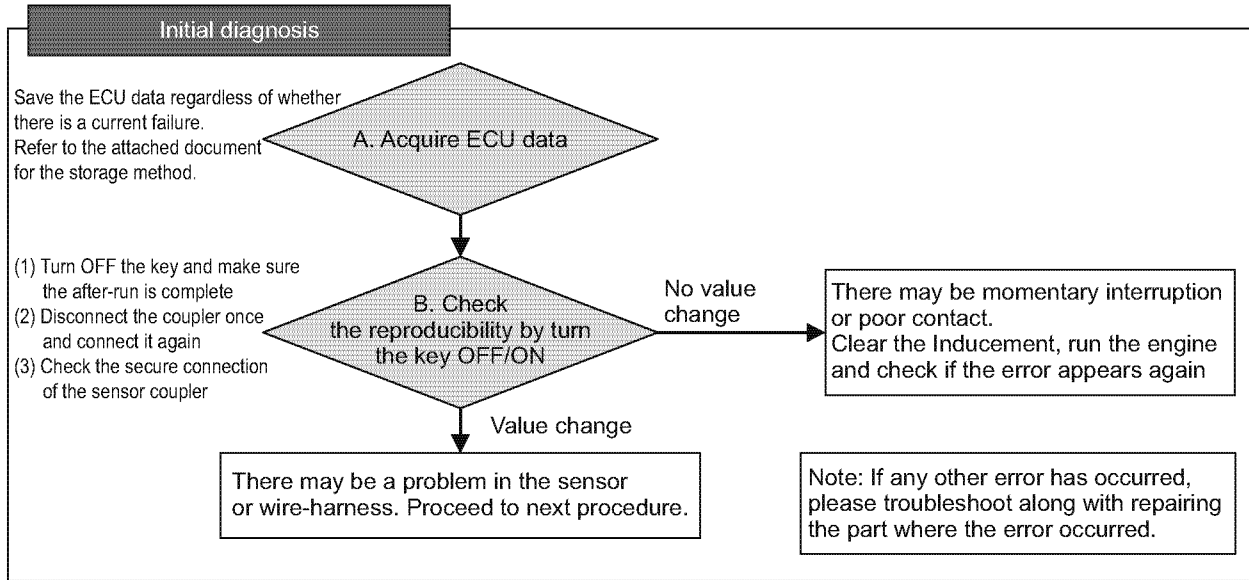 Initial diagnosis
Save the ECU data regardless of whether
there is a current failure.
Refer to the attached document
for the storage method.
A. Acquire ECU data
(1) Turn OFF the key and make sure
the after-run is complete
(2) Disconnect the coupler once
and connect it again
(3) Check the secure connection
of the sensor coupler
B. Check
the reproducibility by turn
the key OFF/ON
No value
change
There may be momentary interruption
or poor contact.
Clear the Inducement, run the engine
and check if the error appears again
Value change
There may be a problem in the sensor
or wire-harness. Proceed to next procedure.
Note: If any other error has occurred,
please troubleshoot along with repairing
the part where the error occurred.